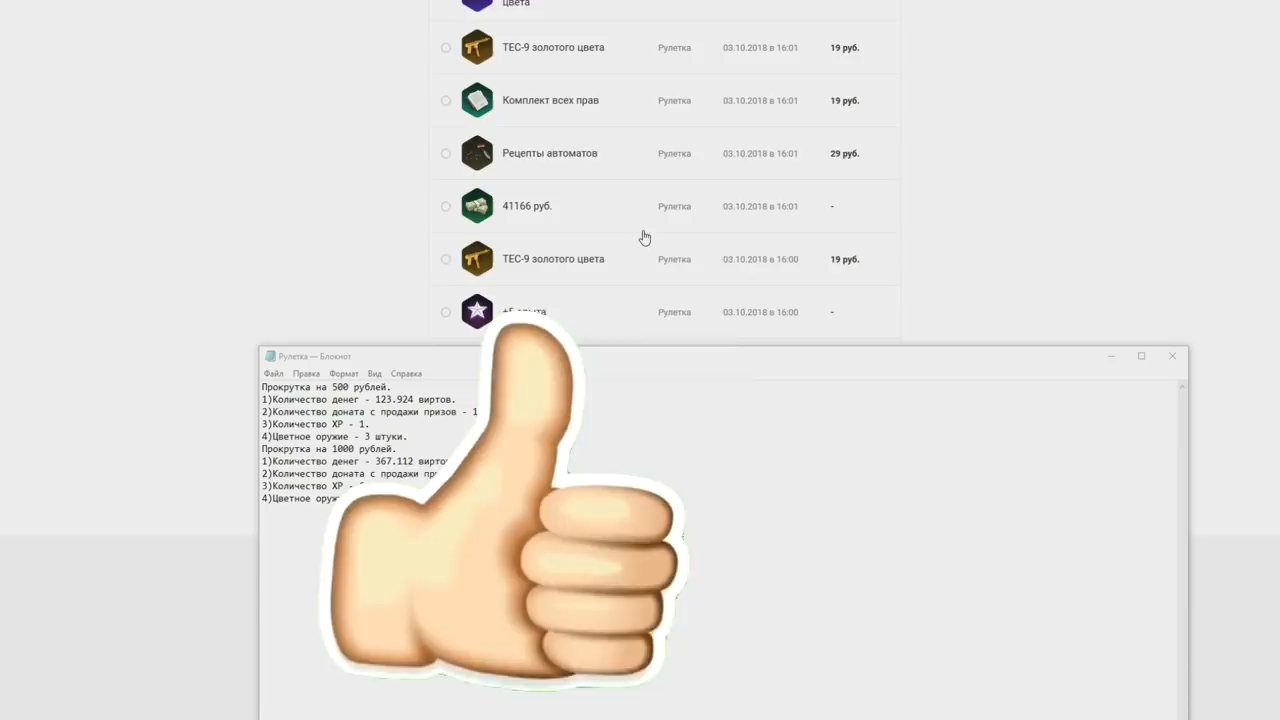 цвета
TEC-9 золотого цвета Рулетка 03.10.2018 в 16:01 19 руб.
Комплект всех прав Рулетка 03.10.2018 в 16:01 19 руб.
Рецепты автоматов Рулетка 03.10.2018 в 16:01 29 руб.
41166 руб. Рулетка 03.10.2018 в 16:01 -
TEC-9 золотого цвета Рулетка 03.10.2018 в 16:00 19 руб.
Рулетка 03.10.2018 в 16:00 -
Рулетка — Блокнот
Файл Правка Формат Вид Справка
Прокрутка на 500 рублей.
1)Количество денег - 123.924 виртов.
2)Количество доната с продажи призов - 1
3)Количество XP - 1.
4)Цветное оружие - 3 штуки.
Прокрутка на 1000 рублей.
1)Количество денег - 367.112
2)Количество доната с продажи
3)Количество XP -
4)Цветное